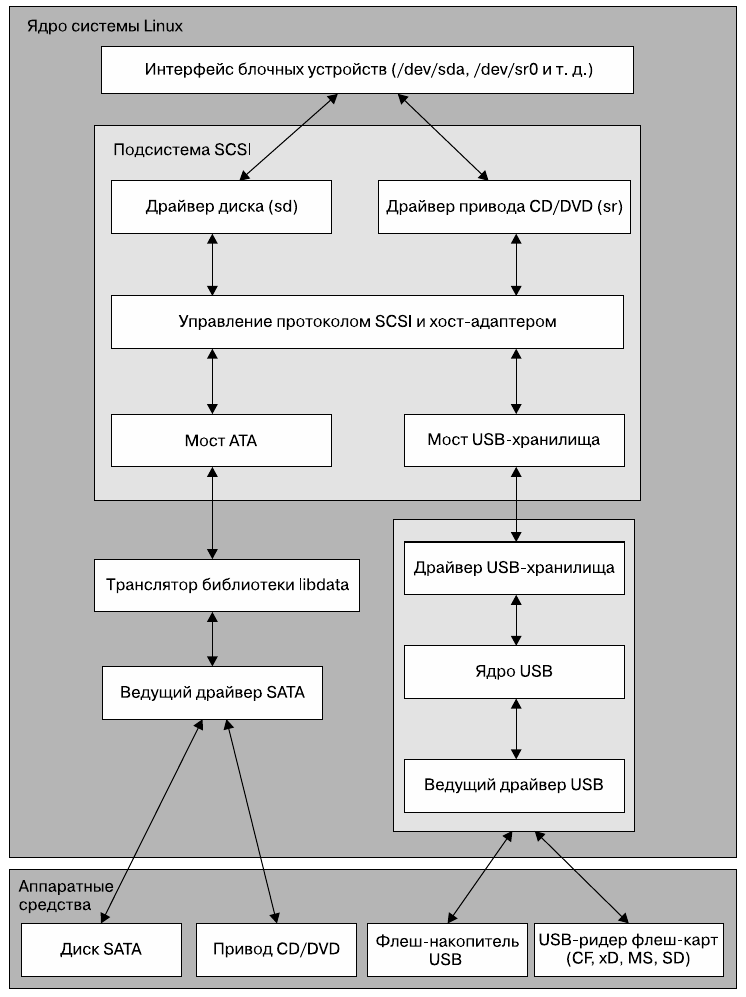 Ядро системы Linux
Интерфейс блочных устройств (/dev/sda, /dev/sr0 и т. д.)
Подсистема SCSI
Драйвер диска (sd)
Драйвер привода CD/DVD (sr)
Управление протоколом SCSI и хост-адаптером
Мост ATA
Мост USB-хранилища
Транслятор библиотеки libdata
Драйвер USB-хранилища
Ядро USB
Ведущий драйвер SATA
Ведущий драйвер USB
Аппаратные
средства
Диск SATA
Привод CD/DVD
Флеш-накопитель
USB
USB-ридер флеш-карт
(CF, xD, MS, SD)